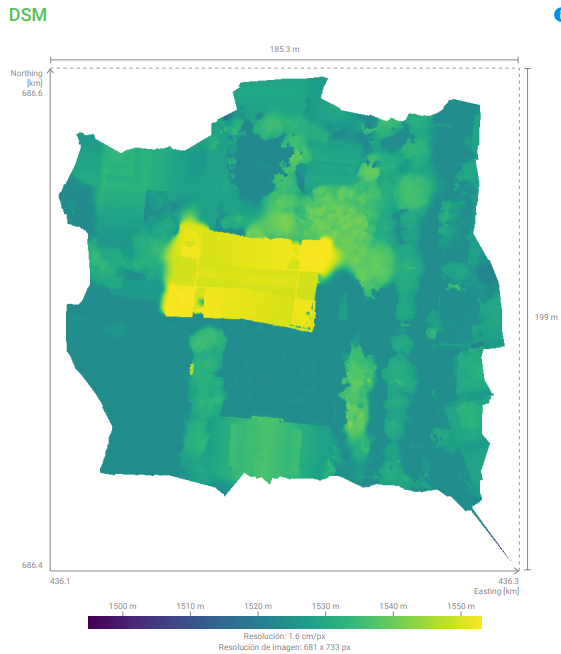 DSM
185.3 m
Northing
[km]
686.6
199 m
686.4
436.1
436.3
Easting [km]
1500 m 1510 m 1520 m 1530 m 1540 m 1550 m
Resolución: 1.6 cm/px
Resolución de imagen: 681 x 733 px